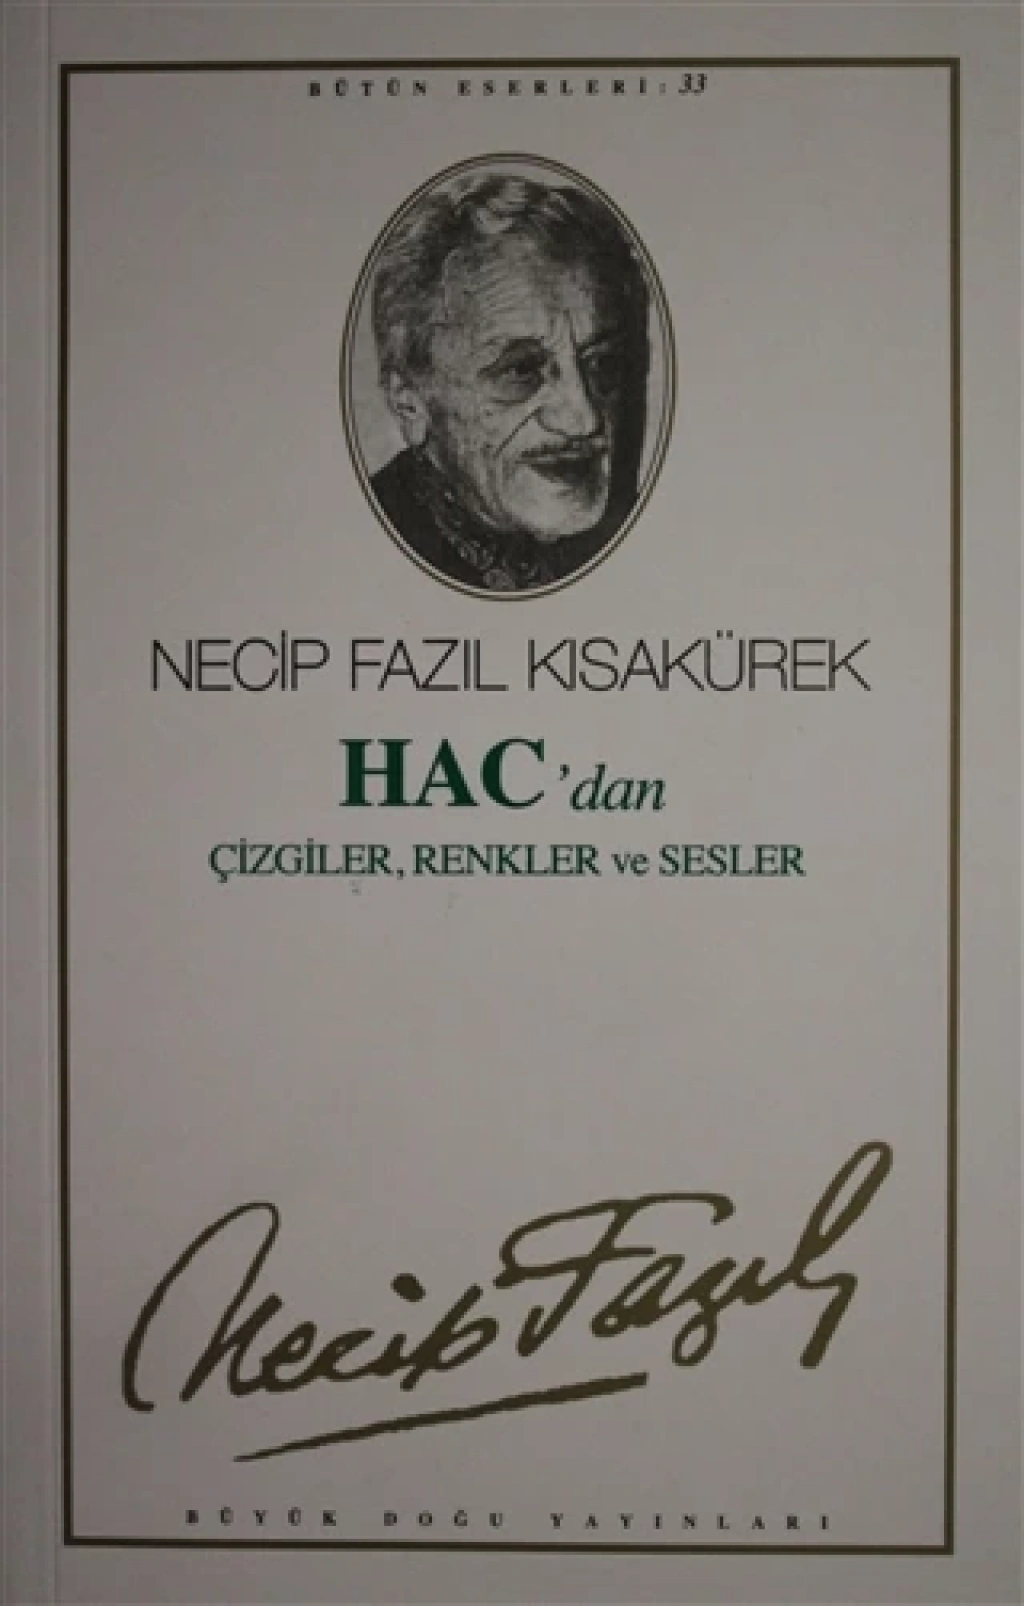 BÜTÜN ESERLERİ: 33
NECİP FAZIL KISAKÜREK
HAC'dan
ÇİZGİLER, RENKLER ve SESLER
Necip Fazıl
BÜYÜK DOĞU YAYINLARI